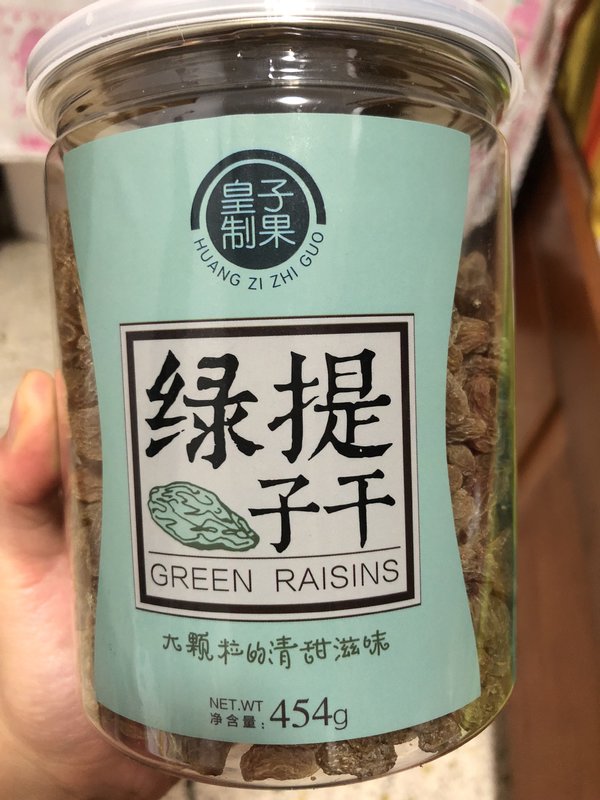 皇子
制果
HUANG ZI ZHI GUO
绿提
子干
GREEN RAISINS
大颗粒的清甜滋味
NET.WT
净含量：454g